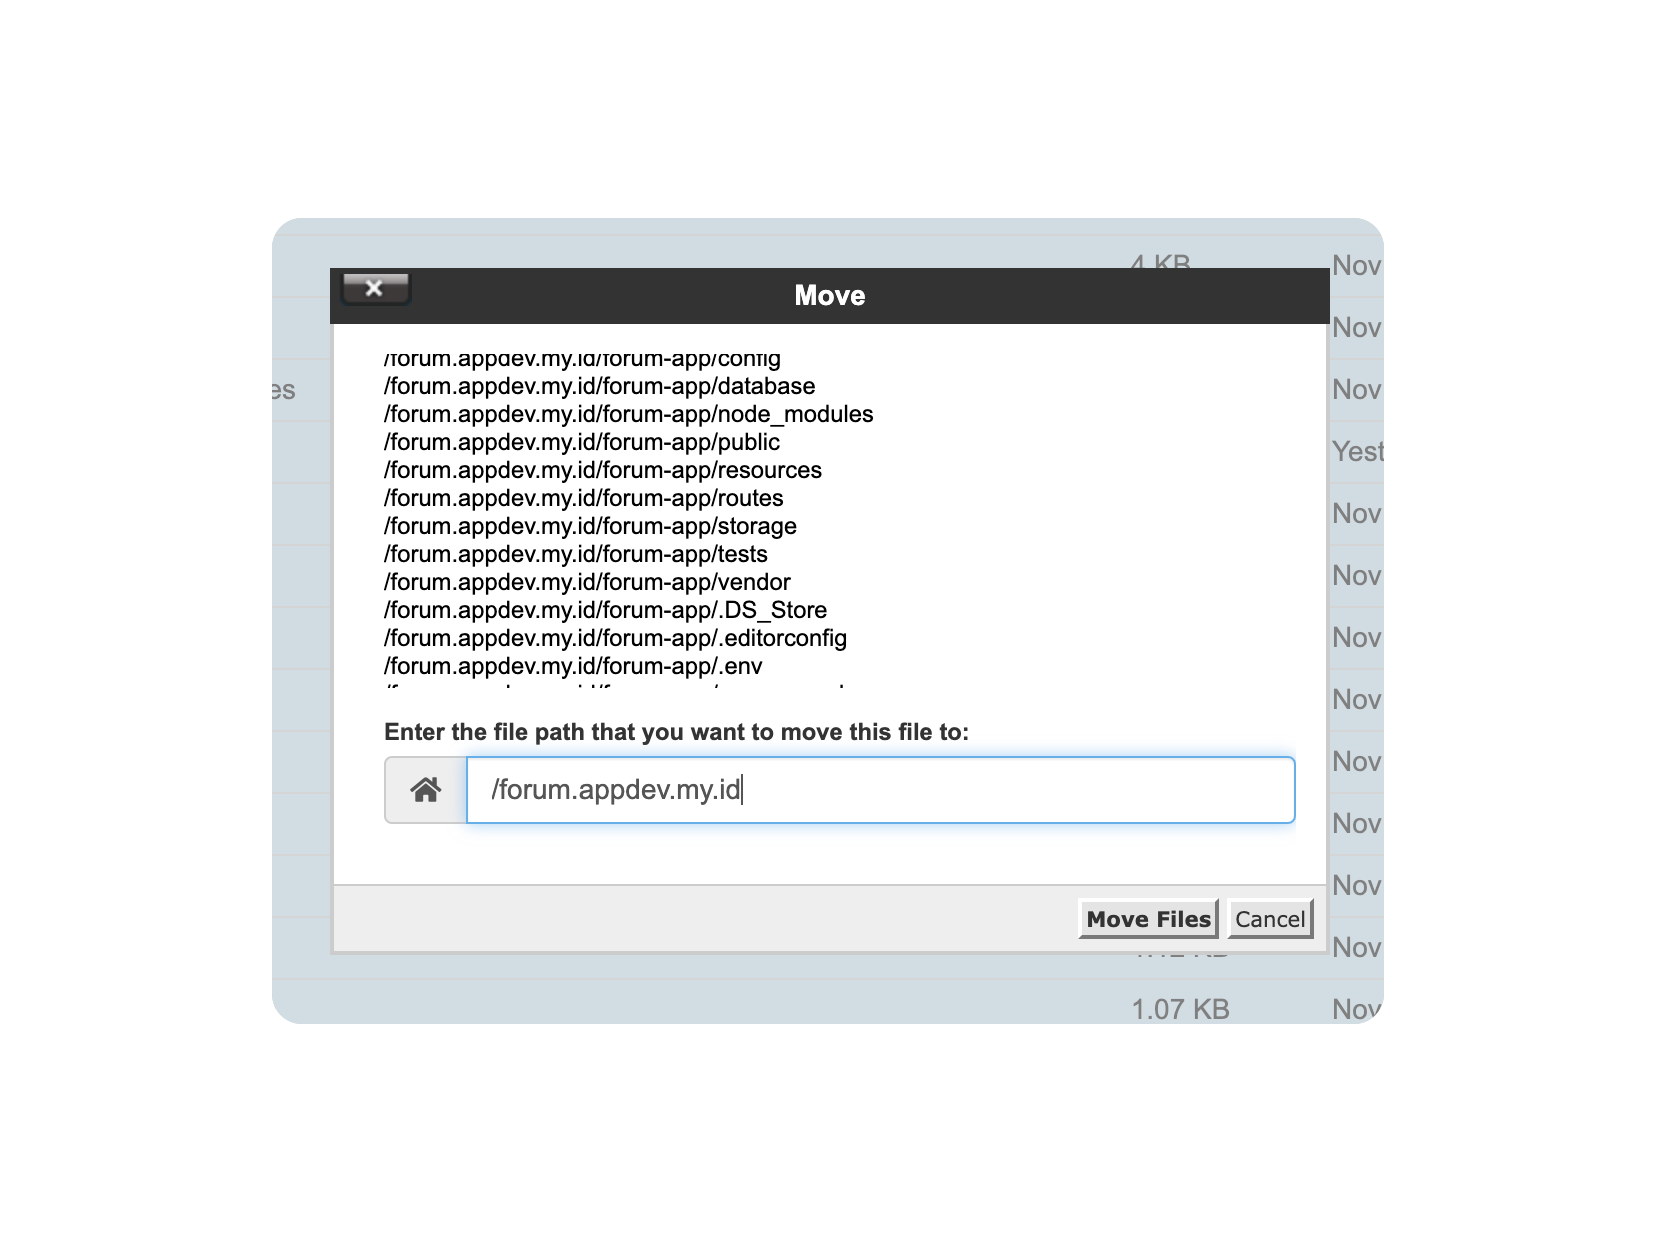 4 KB Nov
Move
Nov
/forum.appdev.my.id/forum-app/config
/forum.appdev.my.id/forum-app/database
es Nov
/forum.appdev.my.id/forum-app/node_modules
/forum.appdev.my.id/forum-app/public
Yest
/forum.appdev.my.id/forum-app/resources
/forum.appdev.my.id/forum-app/routes
Nov
/forum.appdev.my.id/forum-app/storage
/forum.appdev.my.id/forum-app/tests
Nov
/forum.appdev.my.id/forum-app/vendor
/forum.appdev.my.id/forum-app/.DS_Store
/forum.appdev.my.id/forum-app/.editorconfig
Nov
/forum.appdev.my.id/forum-app/.env
Nov
Enter the file path that you want to move this file to:
Nov
/forum.appdev.my.id
Nov
Nov
Move Files Cancel
Nov
1.07 KB Nov